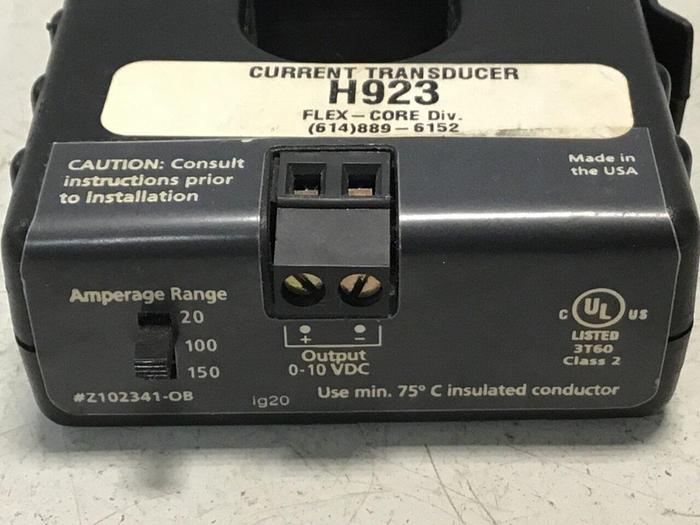 CURRENT TRANSDUCER
H923
FLEX-CORE Div.
(614)889-6152
CAUTION: Consult
instructions prior
to installation
Made in
the USA
Amperage Range
20
100
150
#Z102341-OB
+ -
Output
0-10 VDC
ig20
C UL US
LISTED
3T60
Class 2
Use min. 75° C insulated conductor